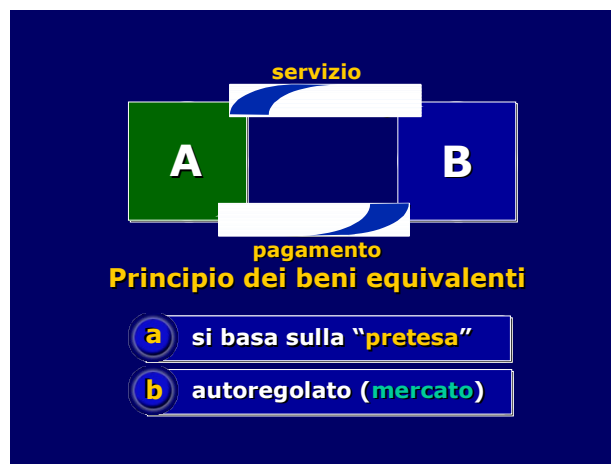 servizio
A
B
pagamento
Principio dei beni equivalenti
a si basa sulla “pretesa”
b autoregolato (mercato)